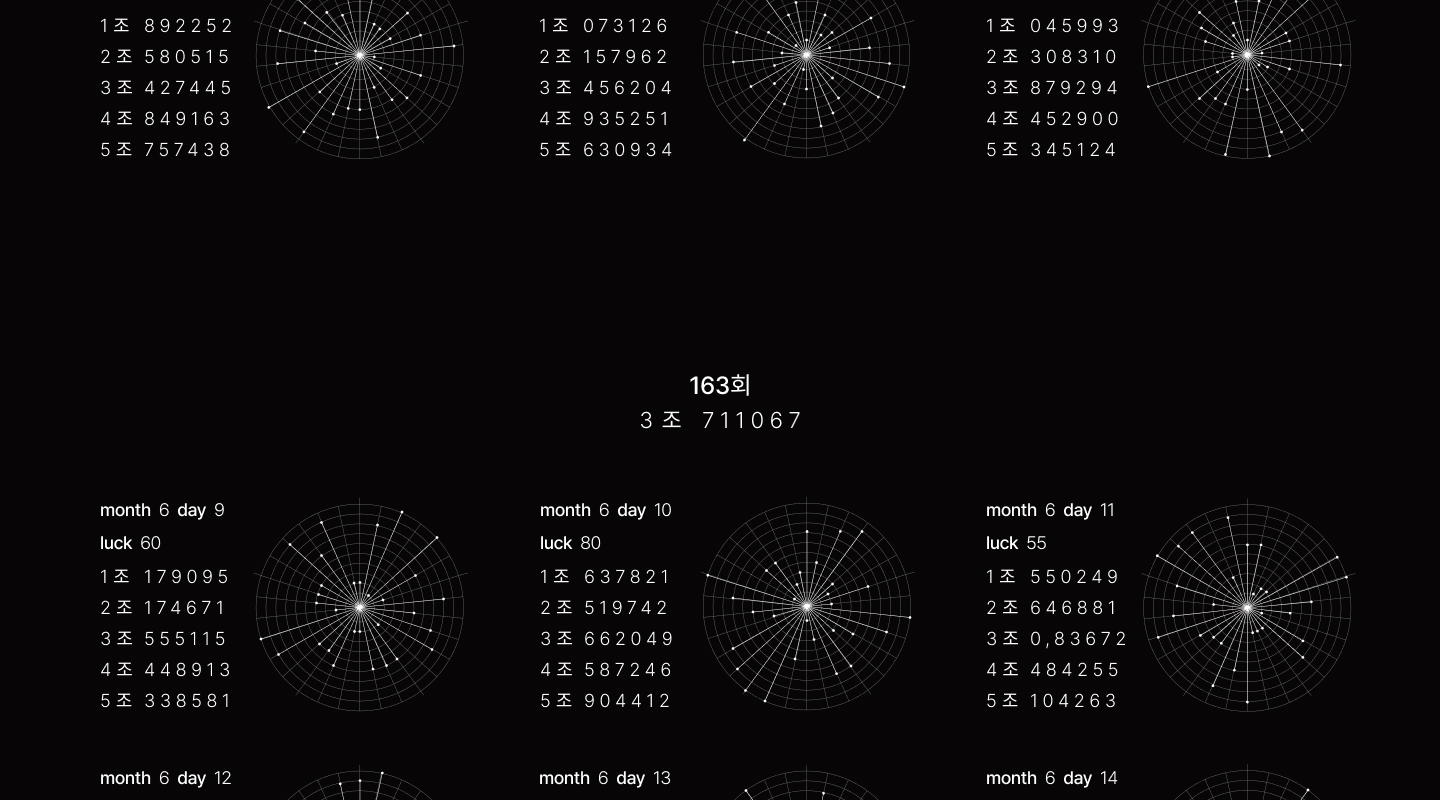 1조 892252
2조 580515
3조 427445
4조 849163
5조 757438
1조 073126
2조 157962
3조 456204
4조 935251
5조 630934
1조 045993
2조 308310
3조 879294
4조 452900
5조 345124
163회
3조 711067
month 6 day 9
luck 60
1조 179095
2조 174671
3조 555115
4조 448913
5조 338581
month 6 day 10
luck 80
1조 637821
2조 519742
3조 662049
4조 587246
5조 904412
month 6 day 11
luck 55
1조 550249
2조 646881
3조 0,83672
4조 484255
5조 104263
month 6 day 12
month 6 day 13
month 6 day 14